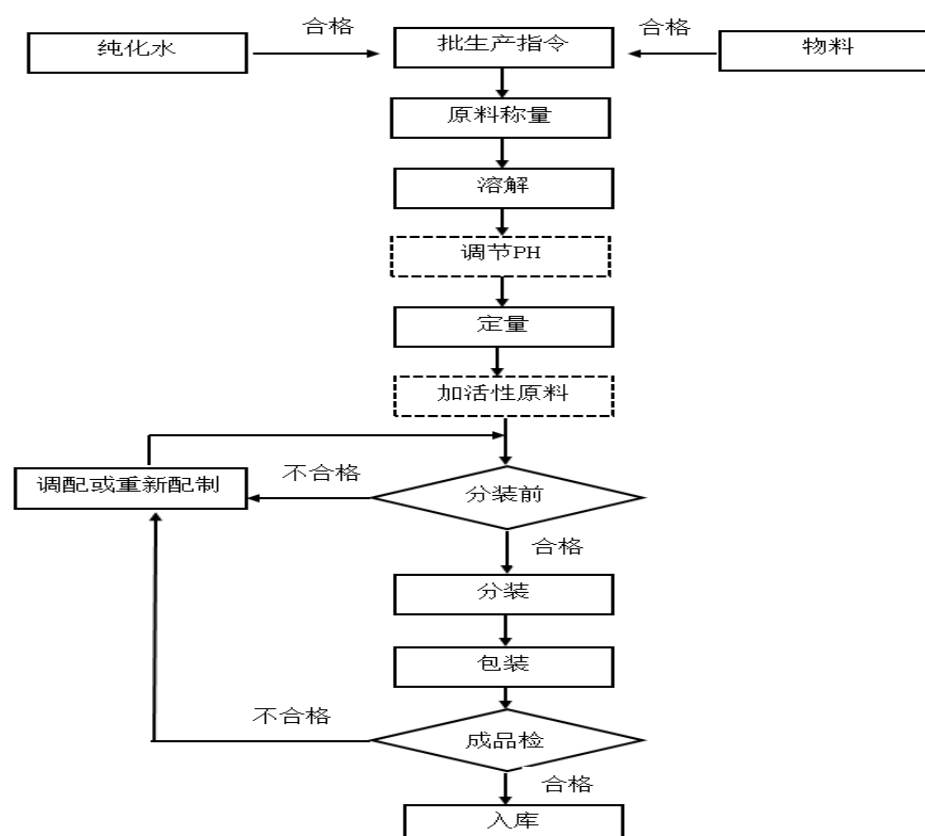 合格
合格
纯化水
批生产指令
物料
原料称量
溶解
调节PH
定量
加活性原料
不合格
调配或重新配制
分装前
合格
分装
包装
不合格
成品检
合格
入库